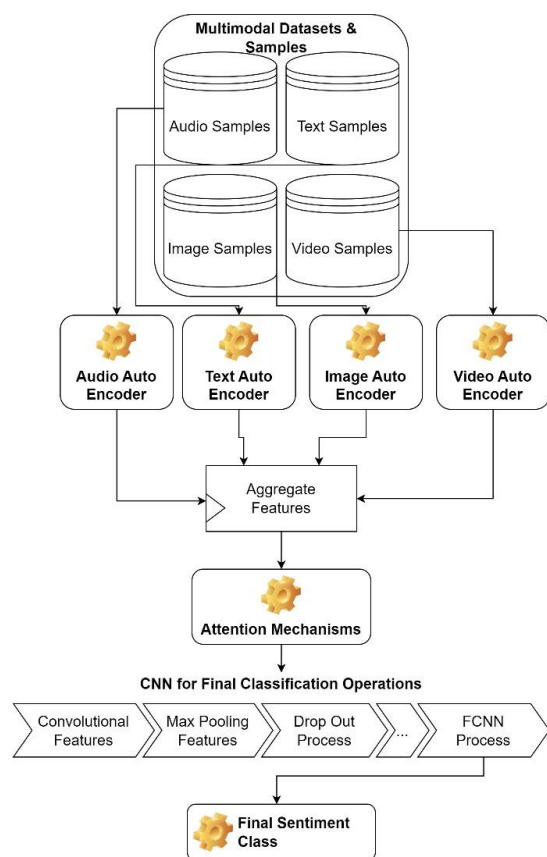 Multimodal Datasets &
Samples
Audio Samples
Text Samples
Image Samples
Video Samples
Audio Auto
Encoder
Text Auto
Encoder
Image Auto
Encoder
Video Auto
Encoder
Aggregate
Features
Attention Mechanisms
CNN for Final Classification Operations
Convolutional
Features
Max Pooling
Features
Drop Out
Process
...
FCNN
Process
Final Sentiment
Class